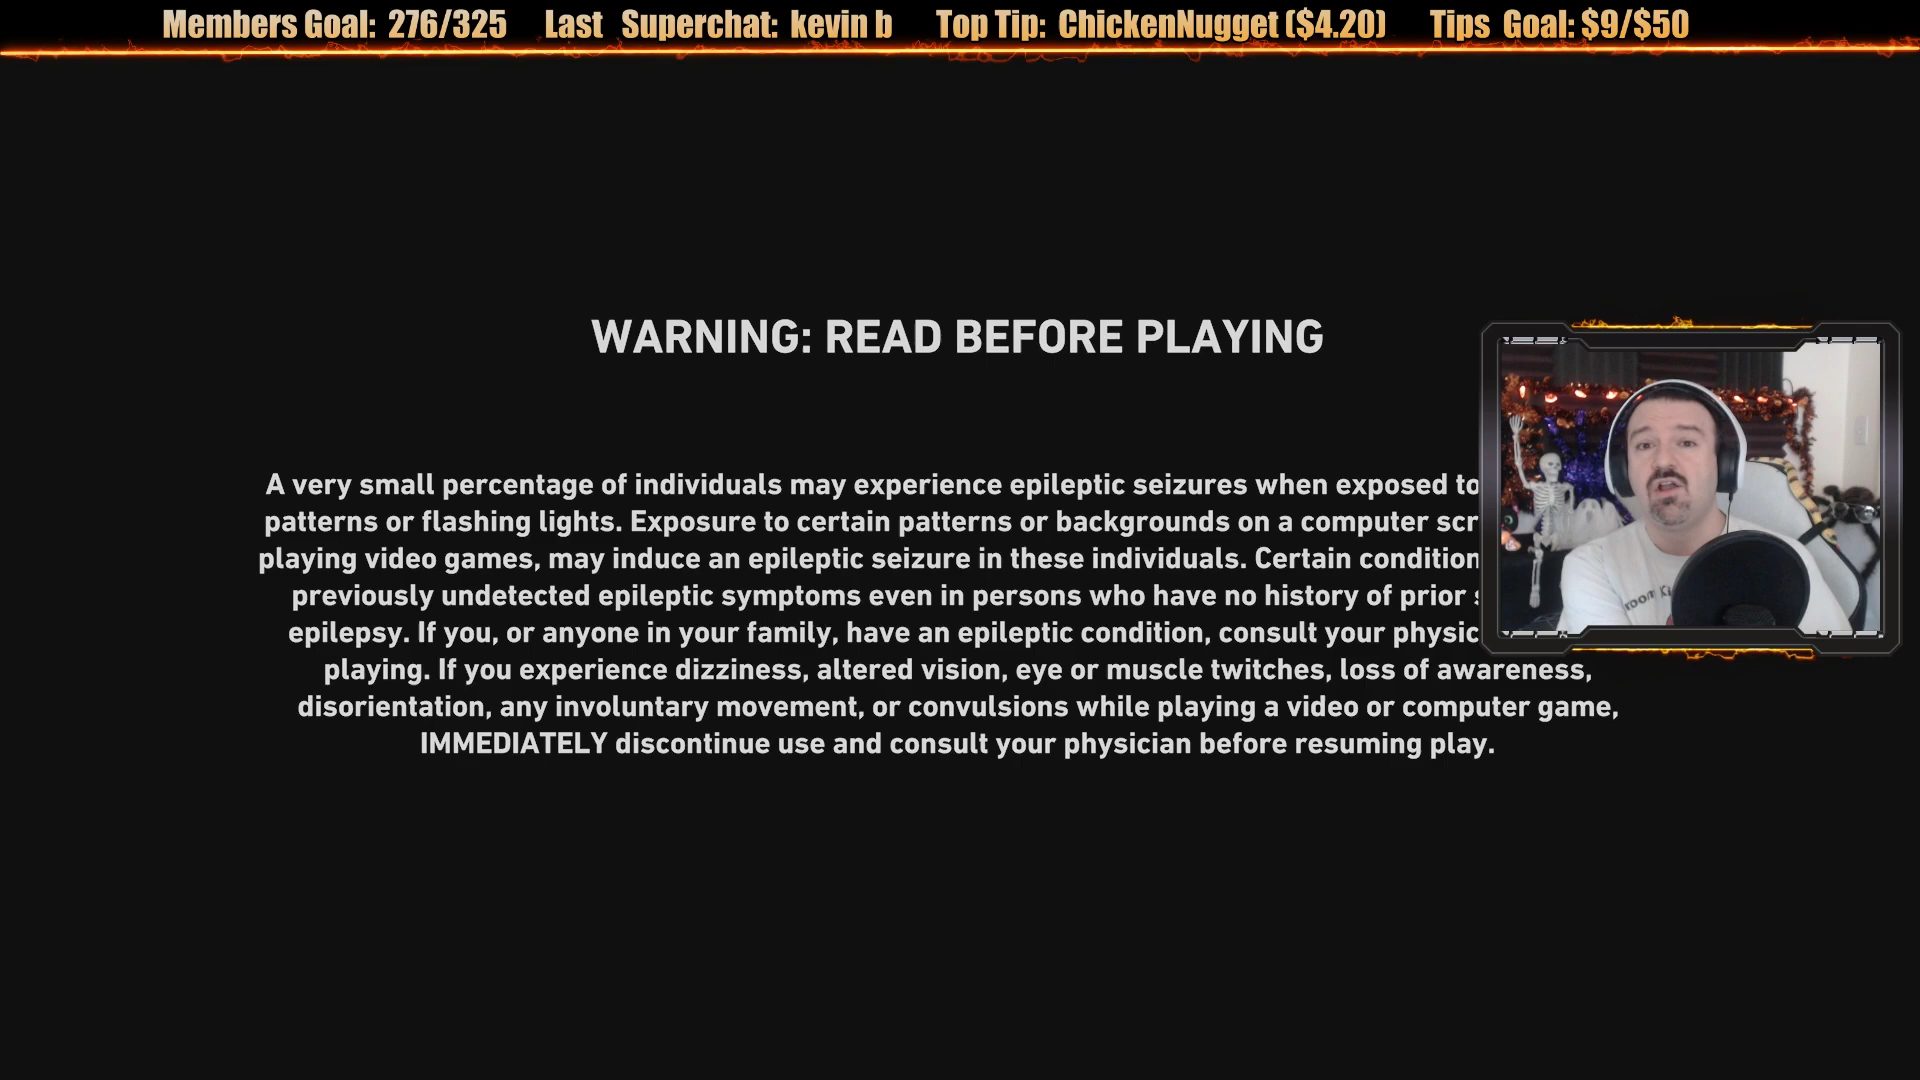 Members Goal: 276/325 Last Superchat: kevin b Top Tip: ChickenNugget ($4.20) Tips Goal: $9/$50
WARNING: READ BEFORE PLAYING
A very small percentage of individuals may experience epileptic seizures when exposed to
patterns or flashing lights. Exposure to certain patterns or backgrounds on a computer
playing video games, may induce an epileptic seizure in these individuals. Certain
previously undetected epileptic symptoms even in persons who have no history of prior
epilepsy. If you, or anyone in your family, have an epileptic condition, consult your
playing. If you experience dizziness, altered vision, eye or muscle twitches, loss of awareness,
disorientation, any involuntary movement, or convulsions while playing a video or computer game,
IMMEDIATELY discontinue use and consult your physician before resuming play.